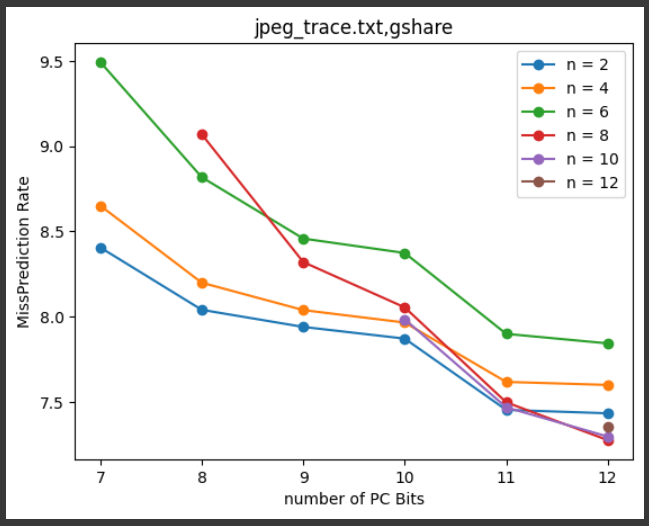 jpeg_trace.txt,gshare
MissPrediction Rate
9.5
9.0
8.5
8.0
7.5
n = 2
n = 4
n = 6
n = 8
n = 10
n = 12
7 8 9 10 11 12
number of PC Bits